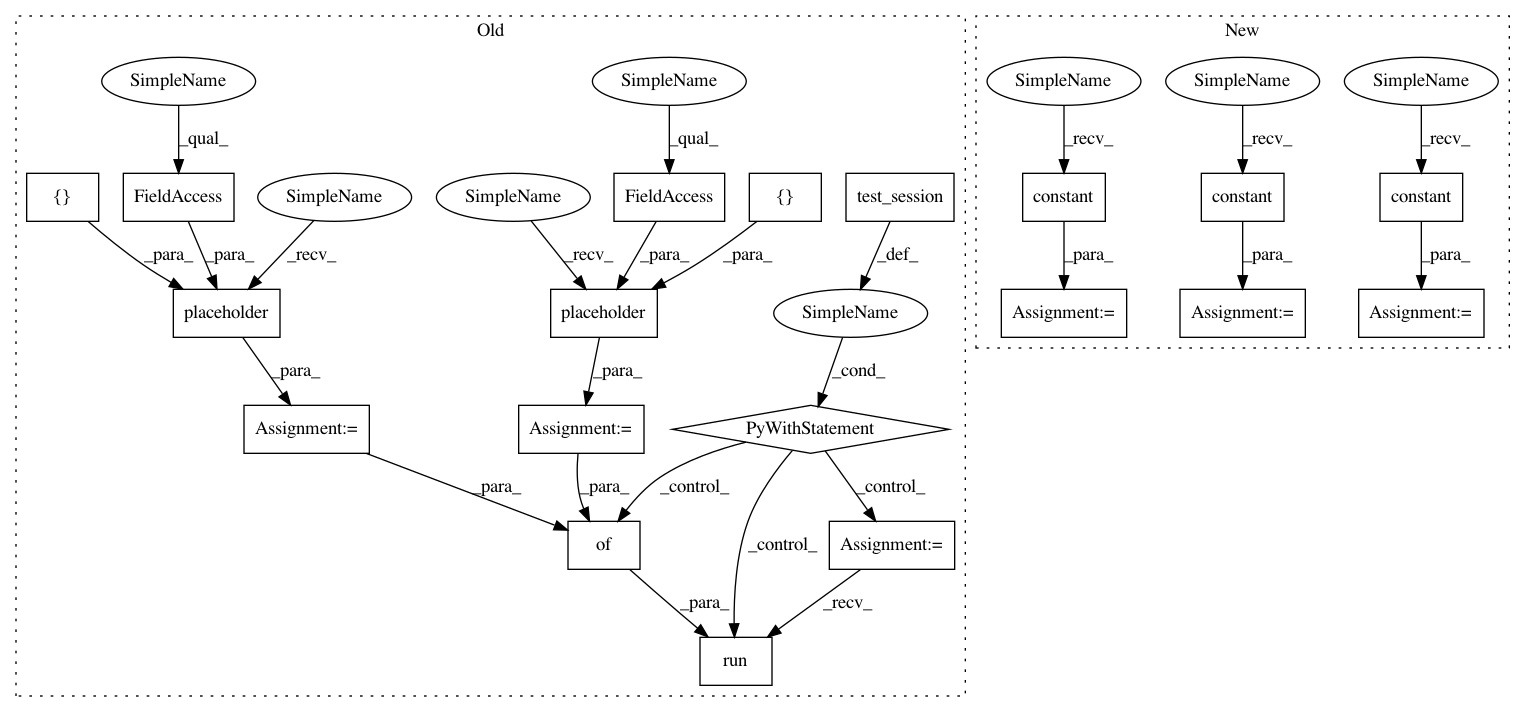 Old
New
SimpleName
SimpleName
SimpleName
SimpleName
SimpleName
_qual_
_qual_
_recv_
_recv_
_recv_
{}
FieldAccess
SimpleName
SimpleName
FieldAccess
{}
test_session
constant
constant
constant
_para_
_para_
_recv_
_recv_
_para_
_para_
_def_
_para_
_para_
_para_
placeholder
placeholder
SimpleName
Assignment:=
Assignment:=
Assignment:=
_para_
_para_
_cond_
Assignment:=
Assignment:=
PyWithStatement
_para_
_para_
_control_
_control_
of
_control_
Assignment:=
_para_
_recv_
run